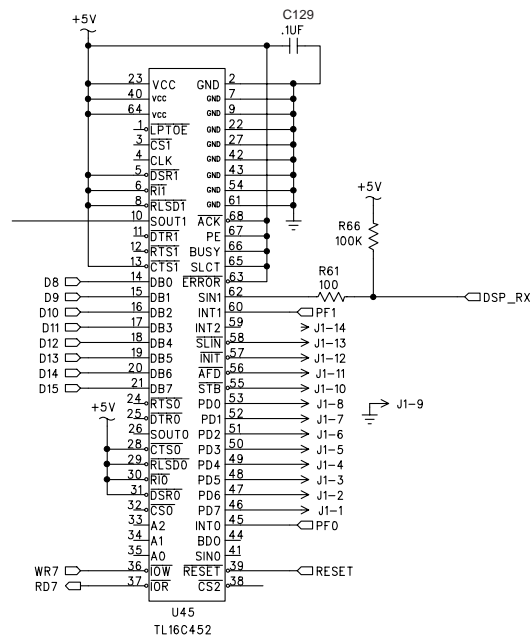 C129
+5V .1UF
23 VCC GND 2
40 VCC GND 7
64 VCC GND 9
1 LPTOE GND 22
3 CS1 GND 27
4 CLK GND 42
5 DSR1 GND 43
6 RI1 GND 54
8 RLSD1 GND 61
10 SOUT1 ACK 68
11 DTR1 PE 67
12 RTS1 BUSY 66
13 CTS1 SLCT 65
+5V
R66
100K
D8 14 DB0 ERROR 63
R61
100
D9 15 DB1 SIN1 62 DSP_RX
D10 16 DB2 INT1 60 PF1
D11 17 DB3 INT2 59 J1-14
D12 18 DB4 SLIN 58 J1-13
D13 19 DB5 INIT 57 J1-12
D14 20 DB6 AFD 56 J1-11
D15 21 DB7 STB 55 J1-10
24 RTS0 PD0 53 J1-8 J1-9
+5V 25 DTR0 PD1 52 J1-7
26 SOUT0 PD2 51 J1-6
28 CTS0 PD3 50 J1-5
29 RLSD0 PD4 49 J1-4
30 RI0 PD5 48 J1-3
31 DSR0 PD6 47 J1-2
32 CS0 PD7 46 J1-1
33 A2 INT0 45 PF0
34 A1 BDO 44
35 A0 SIN0 41
WR7 36 IOW RESET 39 RESET
RD7 37 IOR CS2 38
U45
TL16C452